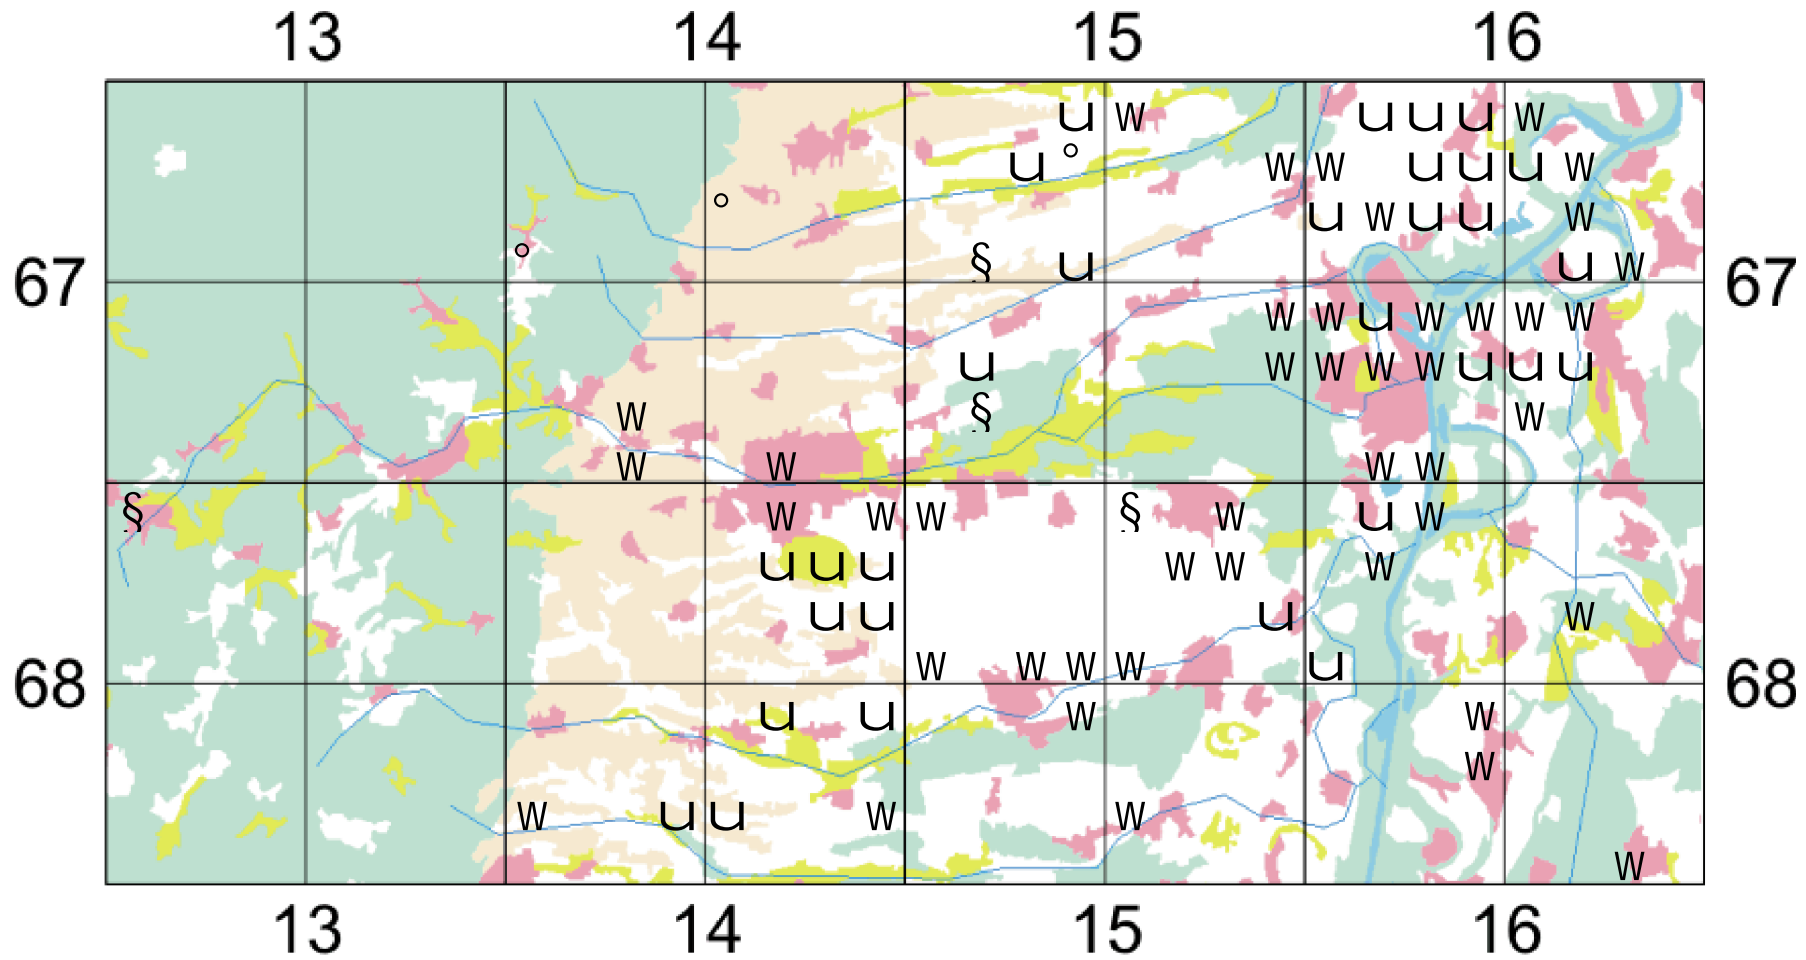 13 14 15 16
u w u u u w
u ° w w u u u w
° u w u u w
° § u u w
67 67
w w u w w w w
u w w w w u u u
w § w
w w w w
§ w w w § w u w
u u u w w w
u u u w
w w w w u
68 68
u u w w
w
w u u w w
w
13 14 15 16